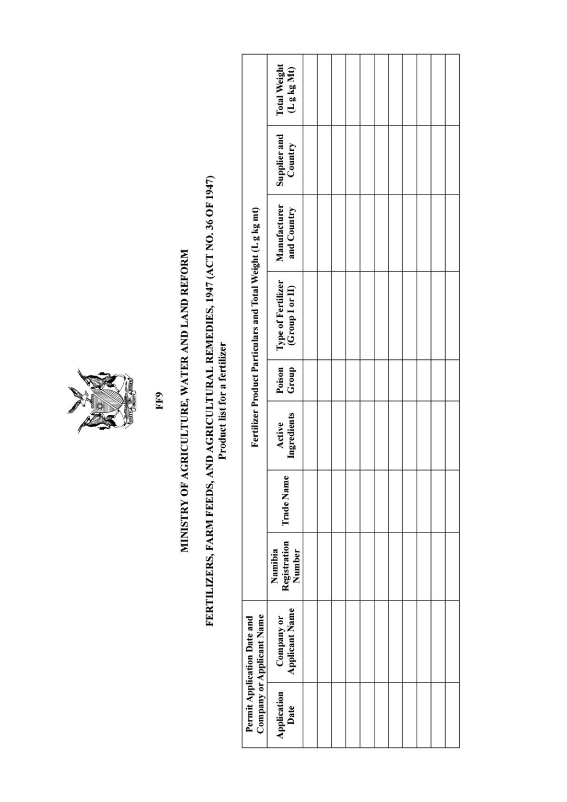 FF9
MINISTRY OF AGRICULTURE, WATER AND LAND REFORM
FERTILIZERS, FARM FEEDS, AND AGRICULTURAL REMEDIES, 1947 (ACT NO. 36 OF 1947)
Product list for a fertilizer
Permit Application Date and
Company or Applicant Name
Fertilizer Product Particulars and Total Weight (L g kg mt)
Application
Date
Company or
Applicant Name
Namibia
Registration
Number
Trade Name
Active
Ingredients
Poison
Group
Type of Fertilizer
(Group I or II)
Manufacturer
and Country
Supplier and
Country
Total Weight
(L g kg Mt)